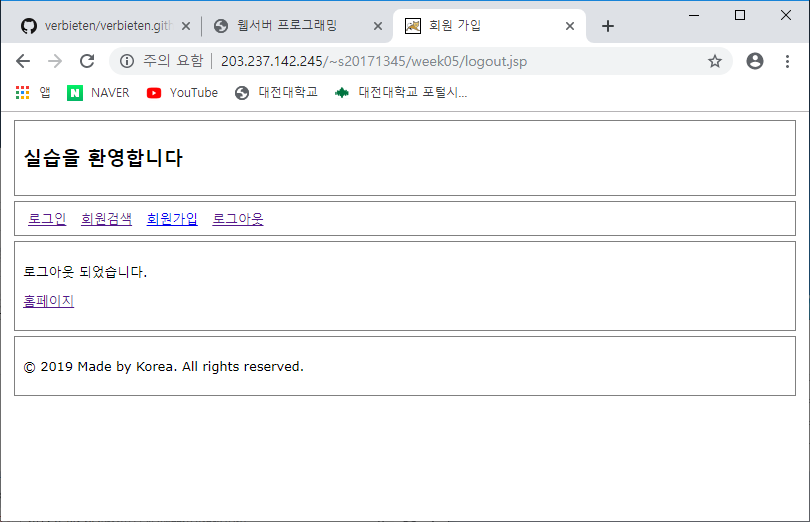 verbieten/verbieten.gith
웹서버 프로그래밍
회원 가입
주의 요함 | 203.237.142.245/~s20171345/week05/logout.jsp
앱 NAVER YouTube 대전대학교 대전대학교 포털시...
실습을 환영합니다
로그인 회원검색 회원가입 로그아웃
로그아웃 되었습니다.
홈페이지
© 2019 Made by Korea. All rights reserved.